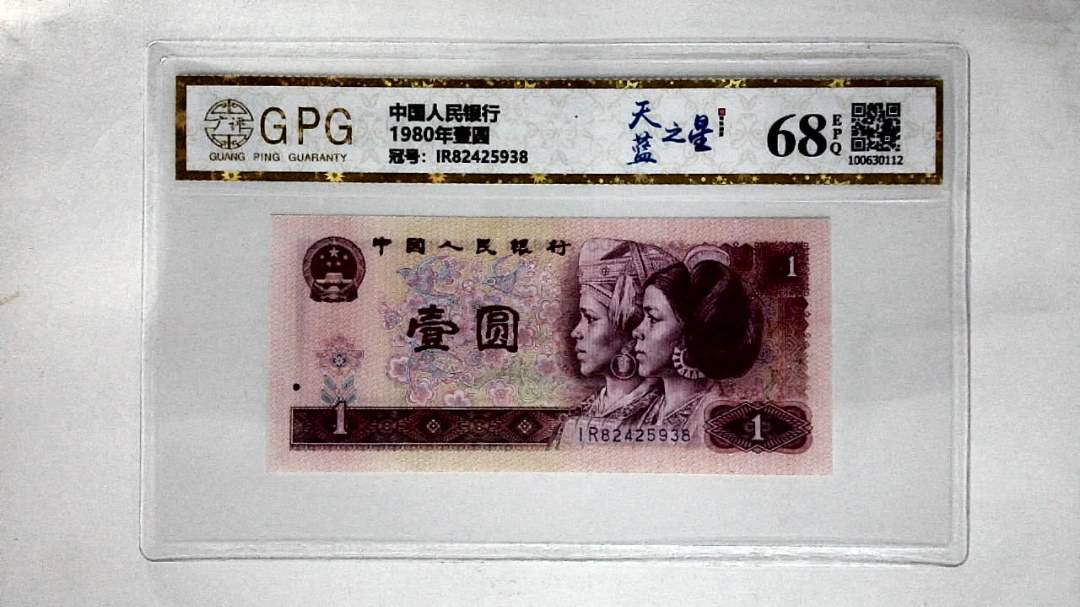 GPG
GUANG PING GUARANTY
中国人民银行
1980年壹圆
冠号：IR82425938
天蓝之星
68
EPQ
100630112
中国人民银行
1
壹圆
1
IR82425938
1